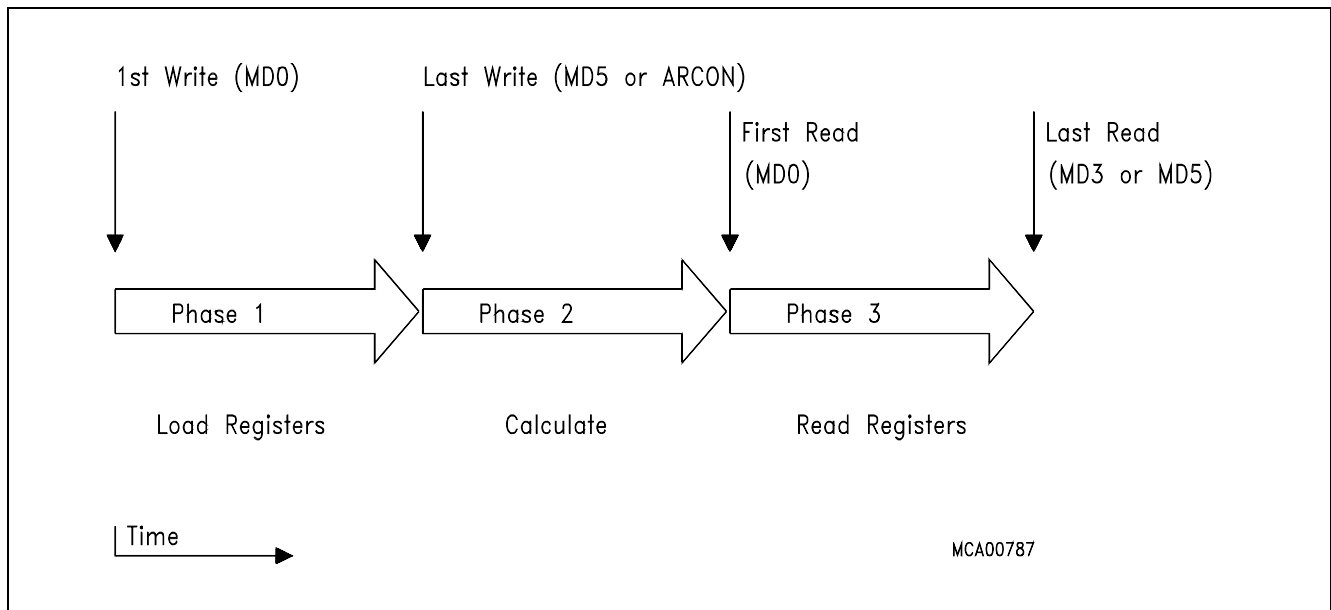 1st Write (MD0)
Last Write (MD5 or ARCON)
First Read
(MD0)
Last Read
(MD3 or MD5)
Phase 1
Phase 2
Phase 3
Load Registers
Calculate
Read Registers
Time
MCA00787